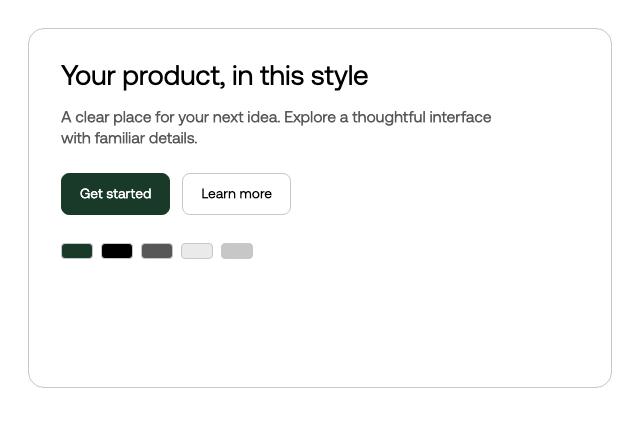 Your product, in this style
A clear place for your next idea. Explore a thoughtful interface
with familiar details.
Get started
Learn more